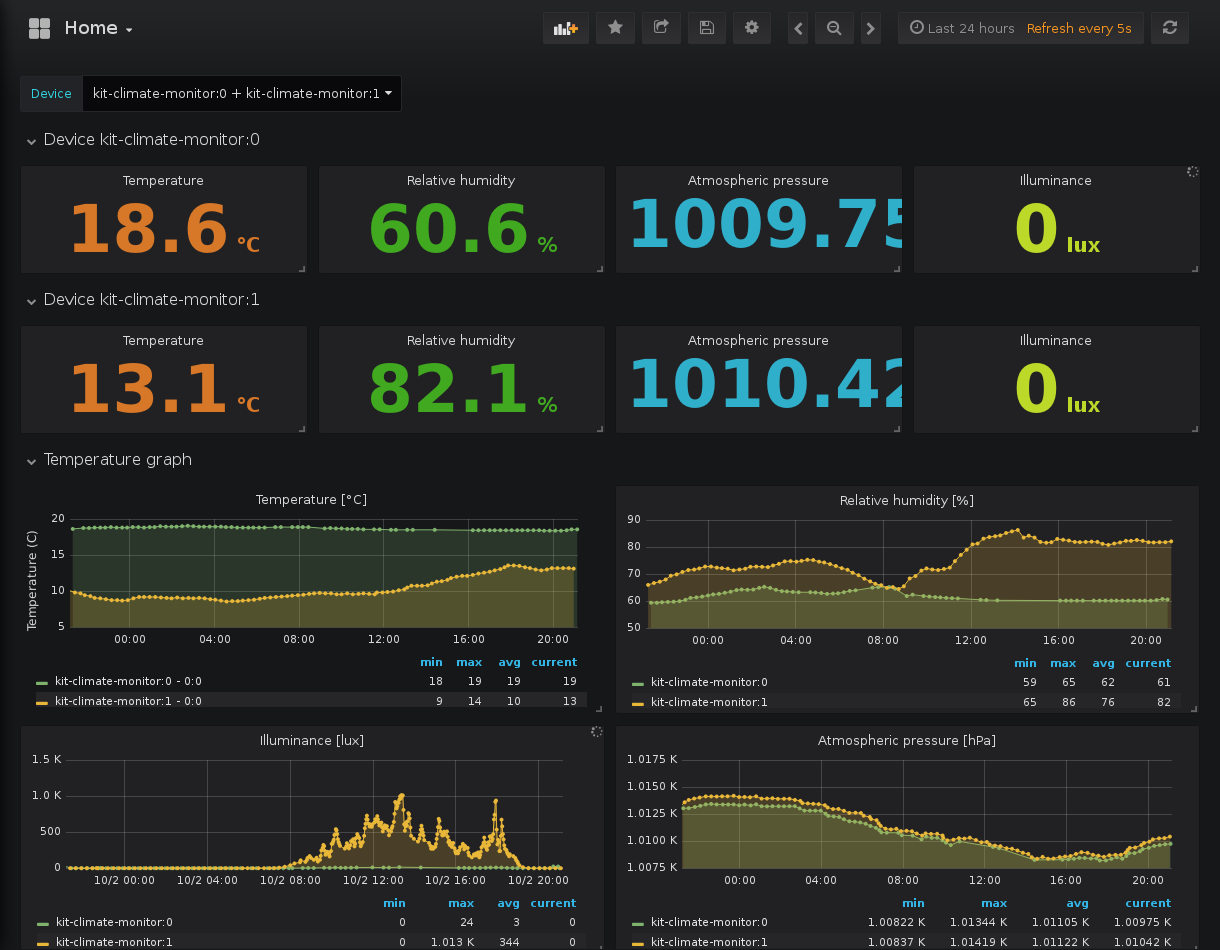 Home
Last 24 hours Refresh every 5s
Device kit-climate-monitor:0 + kit-climate-monitor:1
Device kit-climate-monitor:0
Temperature Relative humidity Atmospheric pressure Illuminance
18.6 °C 60.6 % 1009.75 0 lux
Device kit-climate-monitor:1
Temperature Relative humidity Atmospheric pressure Illuminance
13.1 °C 82.1 % 1010.42 0 lux
Temperature graph
Temperature [°C]
Temperature (C)
20
15
10
5
00:00 04:00 08:00 12:00 16:00 20:00
min max avg current
kit-climate-monitor:0 - 0:0 18 19 19 19
kit-climate-monitor:1 - 0:0 9 14 10 13
Relative humidity [%]
90
80
70
60
50
00:00 04:00 08:00 12:00 16:00 20:00
min max avg current
kit-climate-monitor:0 59 65 62 61
kit-climate-monitor:1 65 86 76 82
Illuminance [lux]
1.5 K
1.0 K
500
0
10/2 00:00 10/2 04:00 10/2 08:00 10/2 12:00 10/2 16:00 10/2 20:00
min max avg current
kit-climate-monitor:0 0 24 3 0
kit-climate-monitor:1 0 1.013 K 344 0
Atmospheric pressure [hPa]
1.0175 K
1.0150 K
1.0125 K
1.0100 K
1.0075 K
00:00 04:00 08:00 12:00 16:00 20:00
min max avg current
kit-climate-monitor:0 1.00822 K 1.01344 K 1.01105 K 1.00975 K
kit-climate-monitor:1 1.00837 K 1.01419 K 1.01122 K 1.01042 K